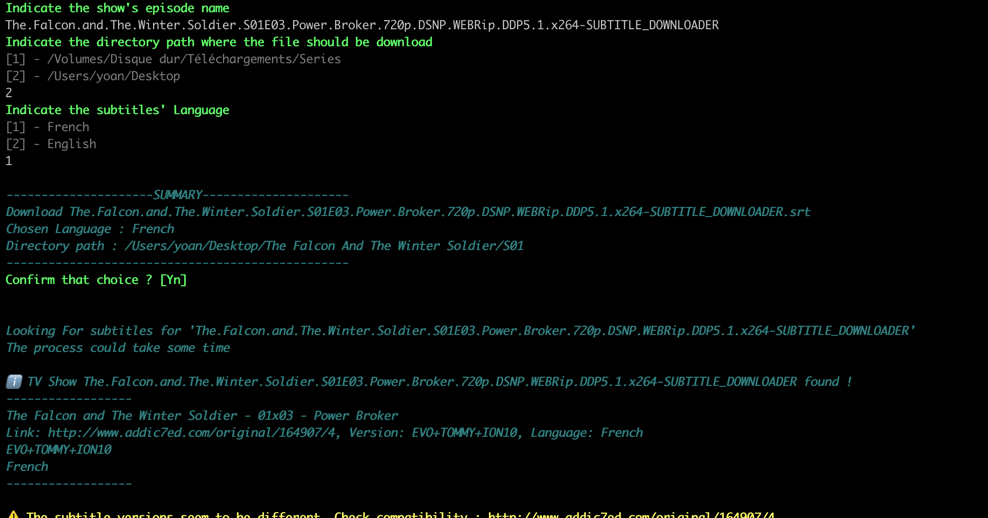 Indicate the show's episode name
The.Falcon.and.The.Winter.Soldier.S01E03.Power.Broker.720p.DSNP.WEBRip.DDP5.1.x264-SUBTITLE_DOWNLOADER
Indicate the directory path where the file should be download
[1] - /Volumes/Disque dur/Téléchargements/Series
[2] - /Users/yoan/Desktop
2
Indicate the subtitles' Language
[1] - French
[2] - English
1
---------------------SUMMARY---------------------
Download The.Falcon.and.The.Winter.Soldier.S01E03.Power.Broker.720p.DSNP.WEBRip.DDP5.1.x264-SUBTITLE_DOWNLOADER.srt
Chosen Language : French
Directory path : /Users/yoan/Desktop/The Falcon And The Winter Soldier/S01
-------------------------------------------------
Confirm that choice ? [Yn]
Looking For subtitles for 'The.Falcon.and.The.Winter.Soldier.S01E03.Power.Broker.720p.DSNP.WEBRip.DDP5.1.x264-SUBTITLE_DOWNLOADER'
The process could take some time
ℹ️ TV Show The.Falcon.and.The.Winter.Soldier.S01E03.Power.Broker.720p.DSNP.WEBRip.DDP5.1.x264-SUBTITLE_DOWNLOADER found !
------------------
The Falcon and The Winter Soldier - 01x03 - Power Broker
Link: http://www.addic7ed.com/original/164907/4, Version: EVO+TOMMY+ION10, Language: French
EVO+TOMMY+ION10
French
------------------
⚠️ The subtitle versions seem to be different. Check compatibility : http://www.addic7ed.com/original/164907/4